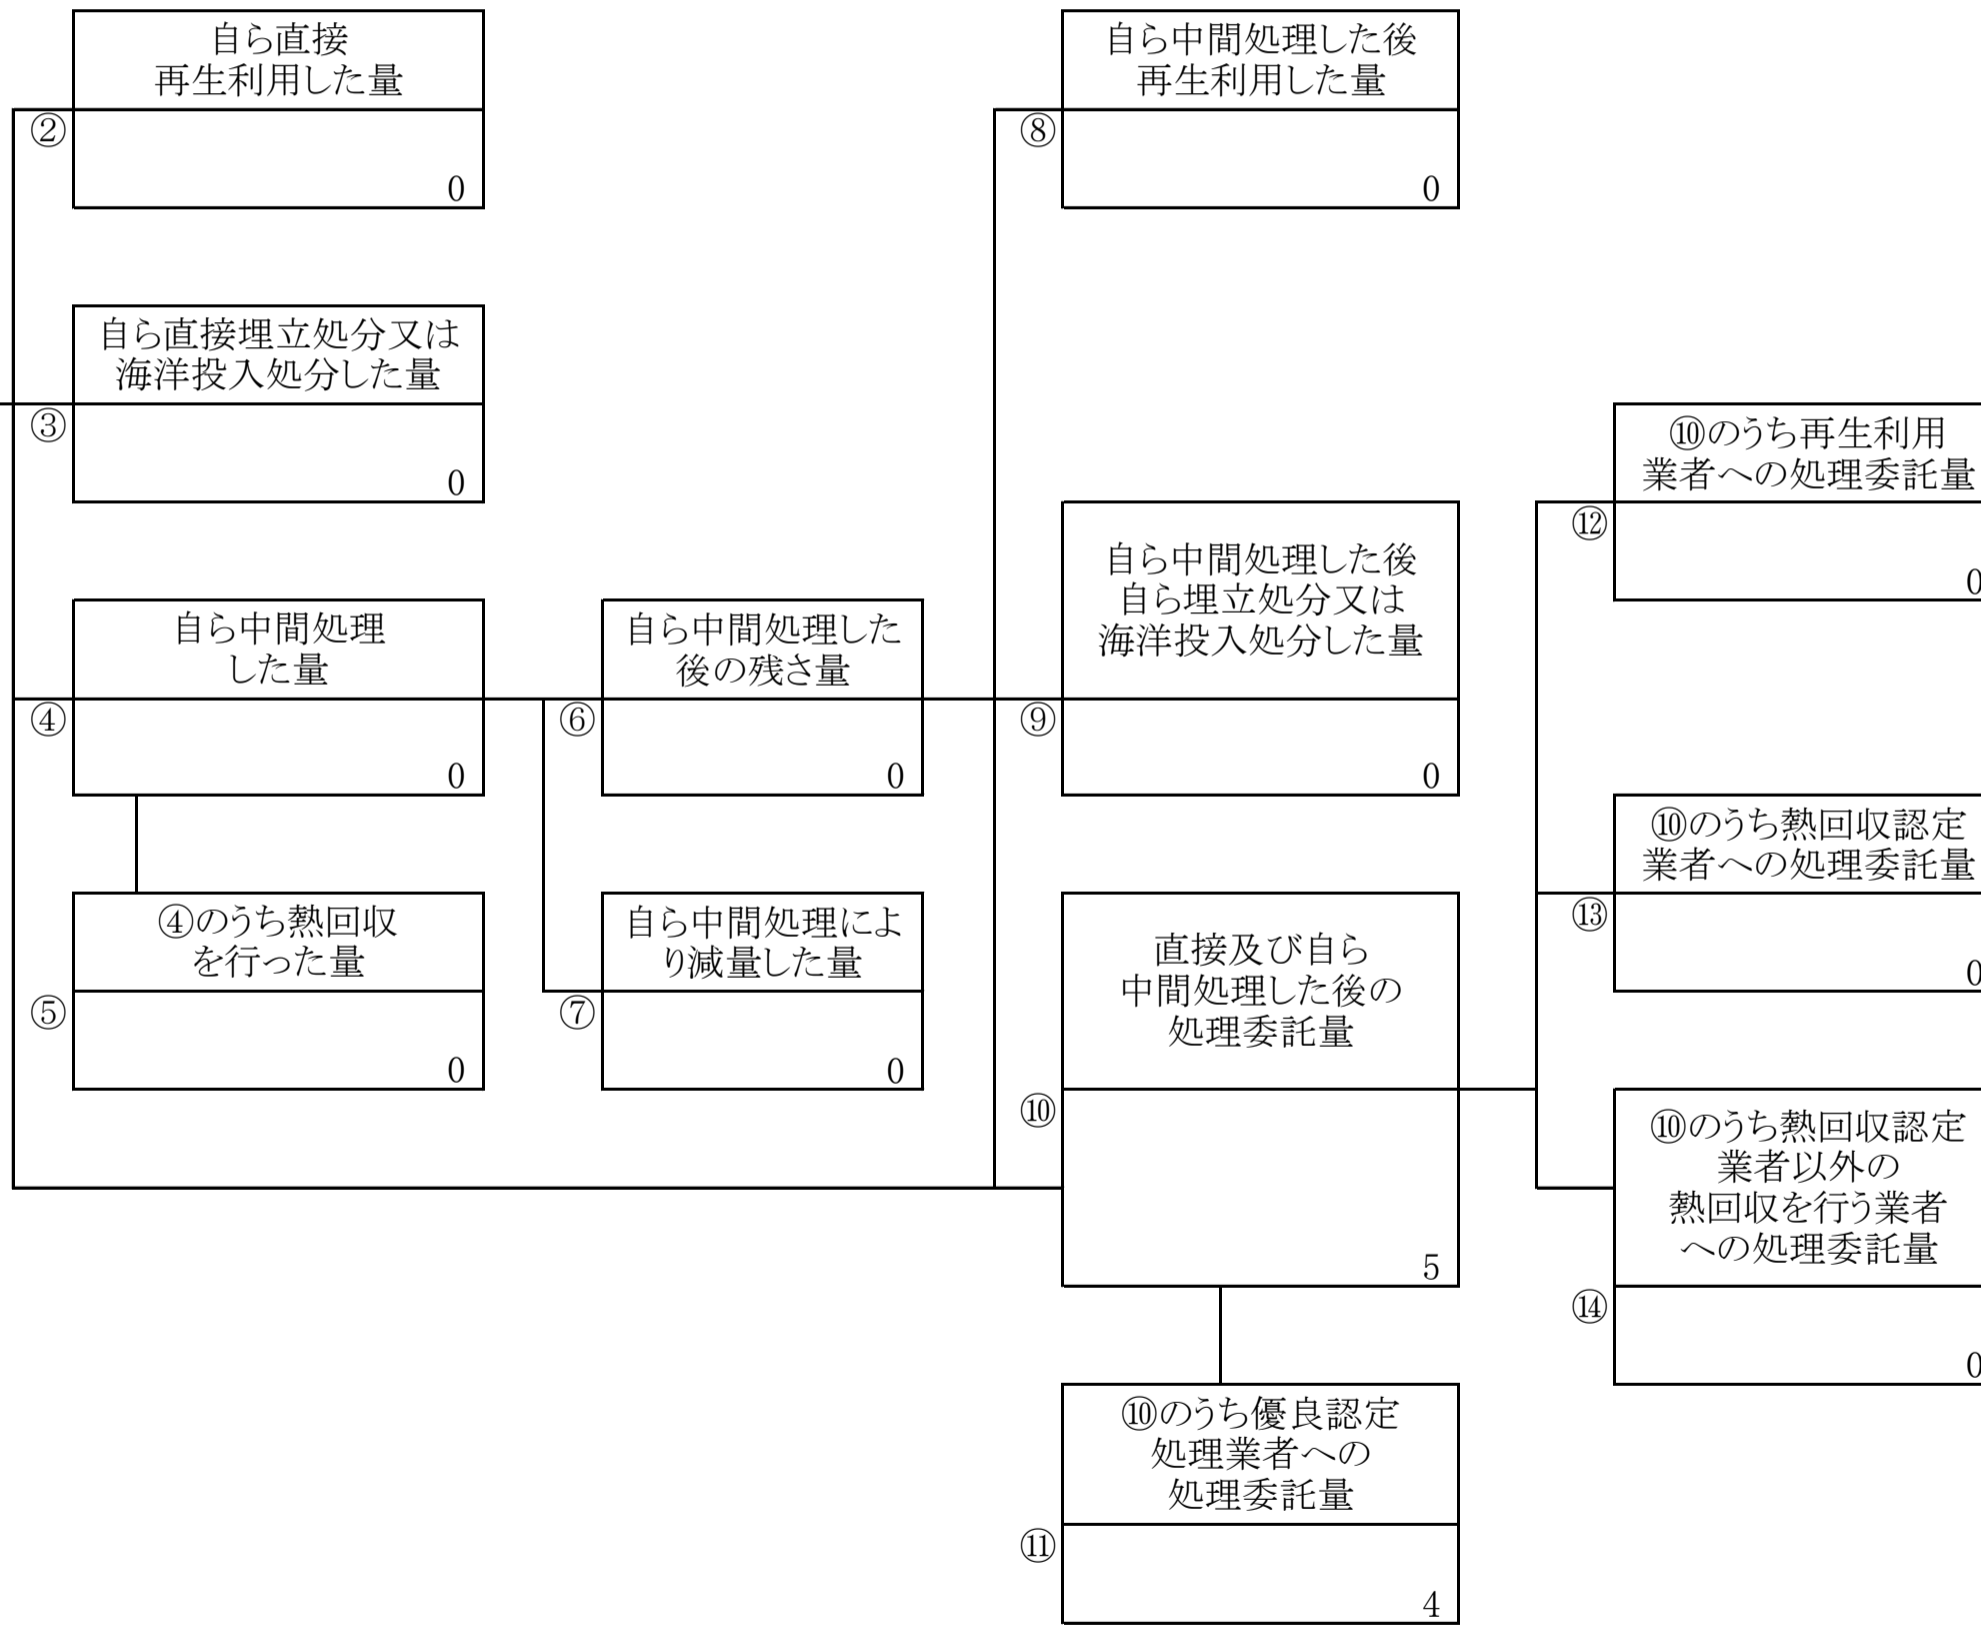 自ら直接
再生利用した量
②
0
自ら直接埋立処分又は
海洋投入処分した量
③
0
自ら中間処理
した量
④
0
④のうち熱回収
を行った量
⑤
0
自ら中間処理した
後の残さ量
⑥
0
自ら中間処理によ
り減量した量
⑦
0
自ら中間処理した後
再生利用した量
⑧
0
自ら中間処理した後
自ら埋立処分又は
海洋投入処分した量
⑨
0
直接及び自ら
中間処理した後の
処理委託量
⑩
5
⑩のうち優良認定
処理業者への
処理委託量
⑪
4
⑩のうち再生利用
業者への処理委託量
⑫
0
⑩のうち熱回収認定
業者への処理委託量
⑬
0
⑩のうち熱回収認定
業者以外の
熱回収を行う業者
への処理委託量
⑭
0